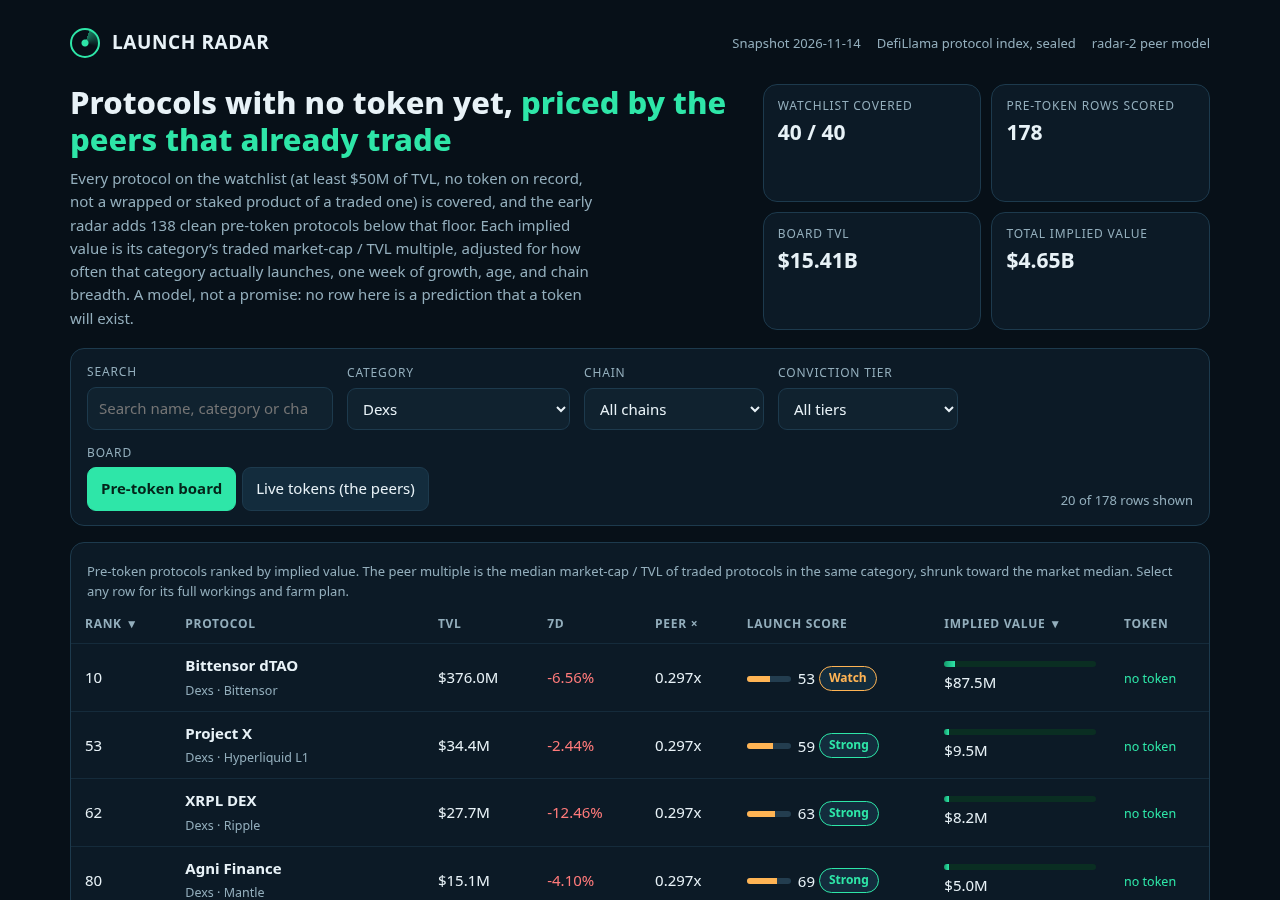 LAUNCH RADAR
Snapshot 2026-11-14 DefiLlama protocol index, sealed radar-2 peer model
Protocols with no token yet, priced by the
peers that already trade
Every protocol on the watchlist (at least $50M of TVL, no token on record,
not a wrapped or staked product of a traded one) is covered, and the early
radar adds 138 clean pre-token protocols below that floor. Each implied
value is its category’s traded market-cap / TVL multiple, adjusted for how
often that category actually launches, one week of growth, age, and chain
breadth. A model, not a promise: no row here is a prediction that a token
will exist.
WATCHLIST COVERED
40 / 40
PRE-TOKEN ROWS SCORED
178
BOARD TVL
$15.41B
TOTAL IMPLIED VALUE
$4.65B
SEARCH CATEGORY CHAIN CONVICTION TIER
Search name, category or cha Dexs All chains All tiers
BOARD
Pre-token board Live tokens (the peers)
20 of 178 rows shown
Pre-token protocols ranked by implied value. The peer multiple is the median market-cap / TVL of traded protocols in the same category, shrunk toward the market median. Select
any row for its full workings and farm plan.
RANK ▼ PROTOCOL TVL 7D PEER × LAUNCH SCORE IMPLIED VALUE ▼ TOKEN
10 Bittensor dTAO $376.0M -6.56% 0.297x 53 Watch $87.5M no token
Dexs · Bittensor
53 Project X $34.4M -2.44% 0.297x 59 Strong $9.5M no token
Dexs · Hyperliquid L1
62 XRPL DEX $27.7M -12.46% 0.297x 63 Strong $8.2M no token
Dexs · Ripple
80 Agni Finance $15.1M -4.10% 0.297x 69 Strong $5.0M no token
Dexs · Mantle